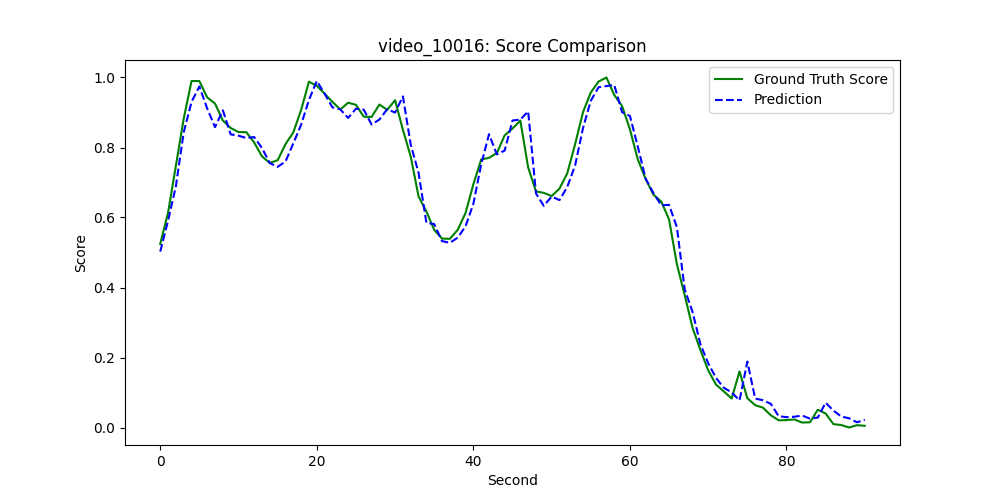 video_10016: Score Comparison
Ground Truth Score
Prediction
1.0
0.8
0.6
0.4
0.2
0.0
Score
0 20 40 60 80
Second